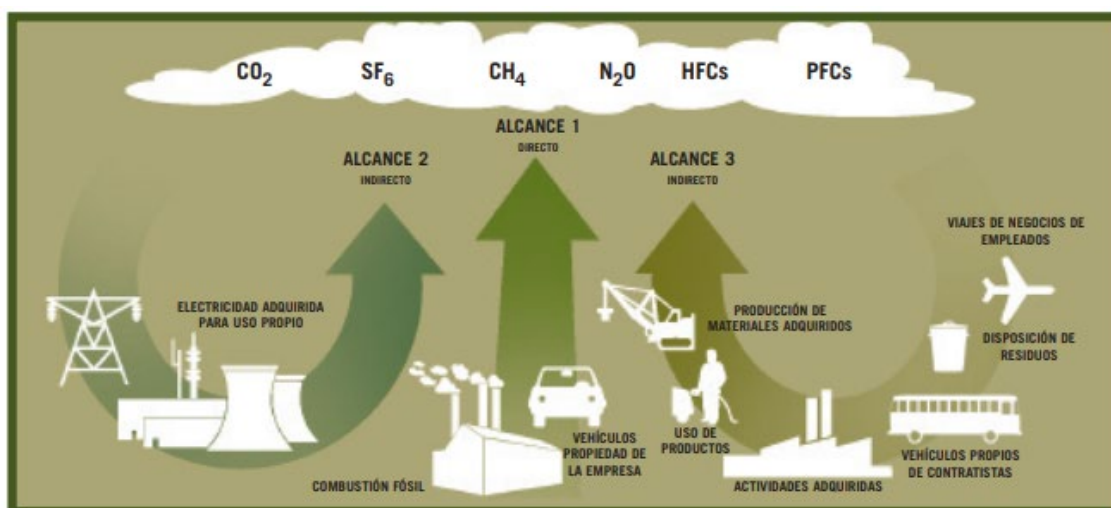 CO₂ SF₆ CH₄ N₂O HFCs PFCs
ALCANCE 1
DIRECTO
ALCANCE 2
INDIRECTO
ALCANCE 3
INDIRECTO
VIAJES DE NEGOCIOS DE
EMPLEADOS
ELECTRICIDAD ADQUIRIDA
PARA USO PROPIO
PRODUCCIÓN DE
MATERIALES ADQUIRIDOS
DISPOSICIÓN DE
RESIDUOS
COMBUSTIÓN FÓSIL
VEHÍCULOS
PROPIEDAD DE
LA EMPRESA
USO DE
PRODUCTOS
ACTIVIDADES ADQUIRIDAS
VEHÍCULOS PROPIOS
DE CONTRATISTAS